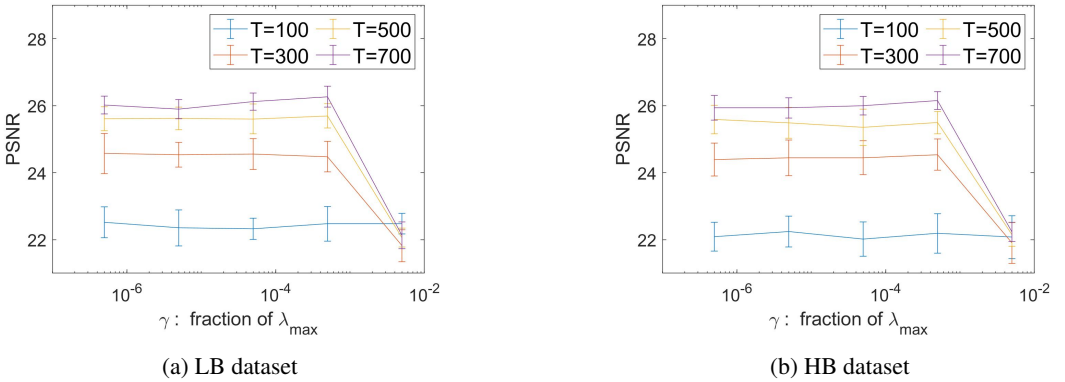 28
26
24
22
PSNR
T=100
T=500
T=300
T=700
10^-6
10^-4
10^-2
γ : fraction of λ_max
(a) LB dataset
28
26
24
22
PSNR
T=100
T=500
T=300
T=700
10^-6
10^-4
10^-2
γ : fraction of λ_max
(b) HB dataset